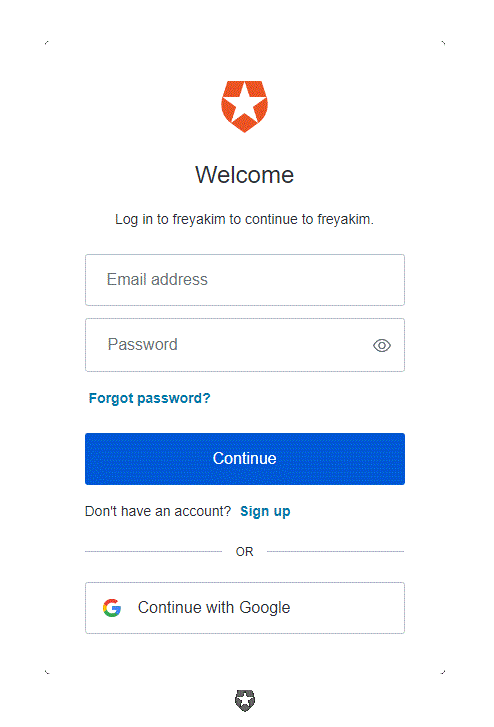 Welcome
Log in to freyakim to continue to freyakim.
Email address
Password
Forgot password?
Continue
Don't have an account? Sign up
OR
Continue with Google